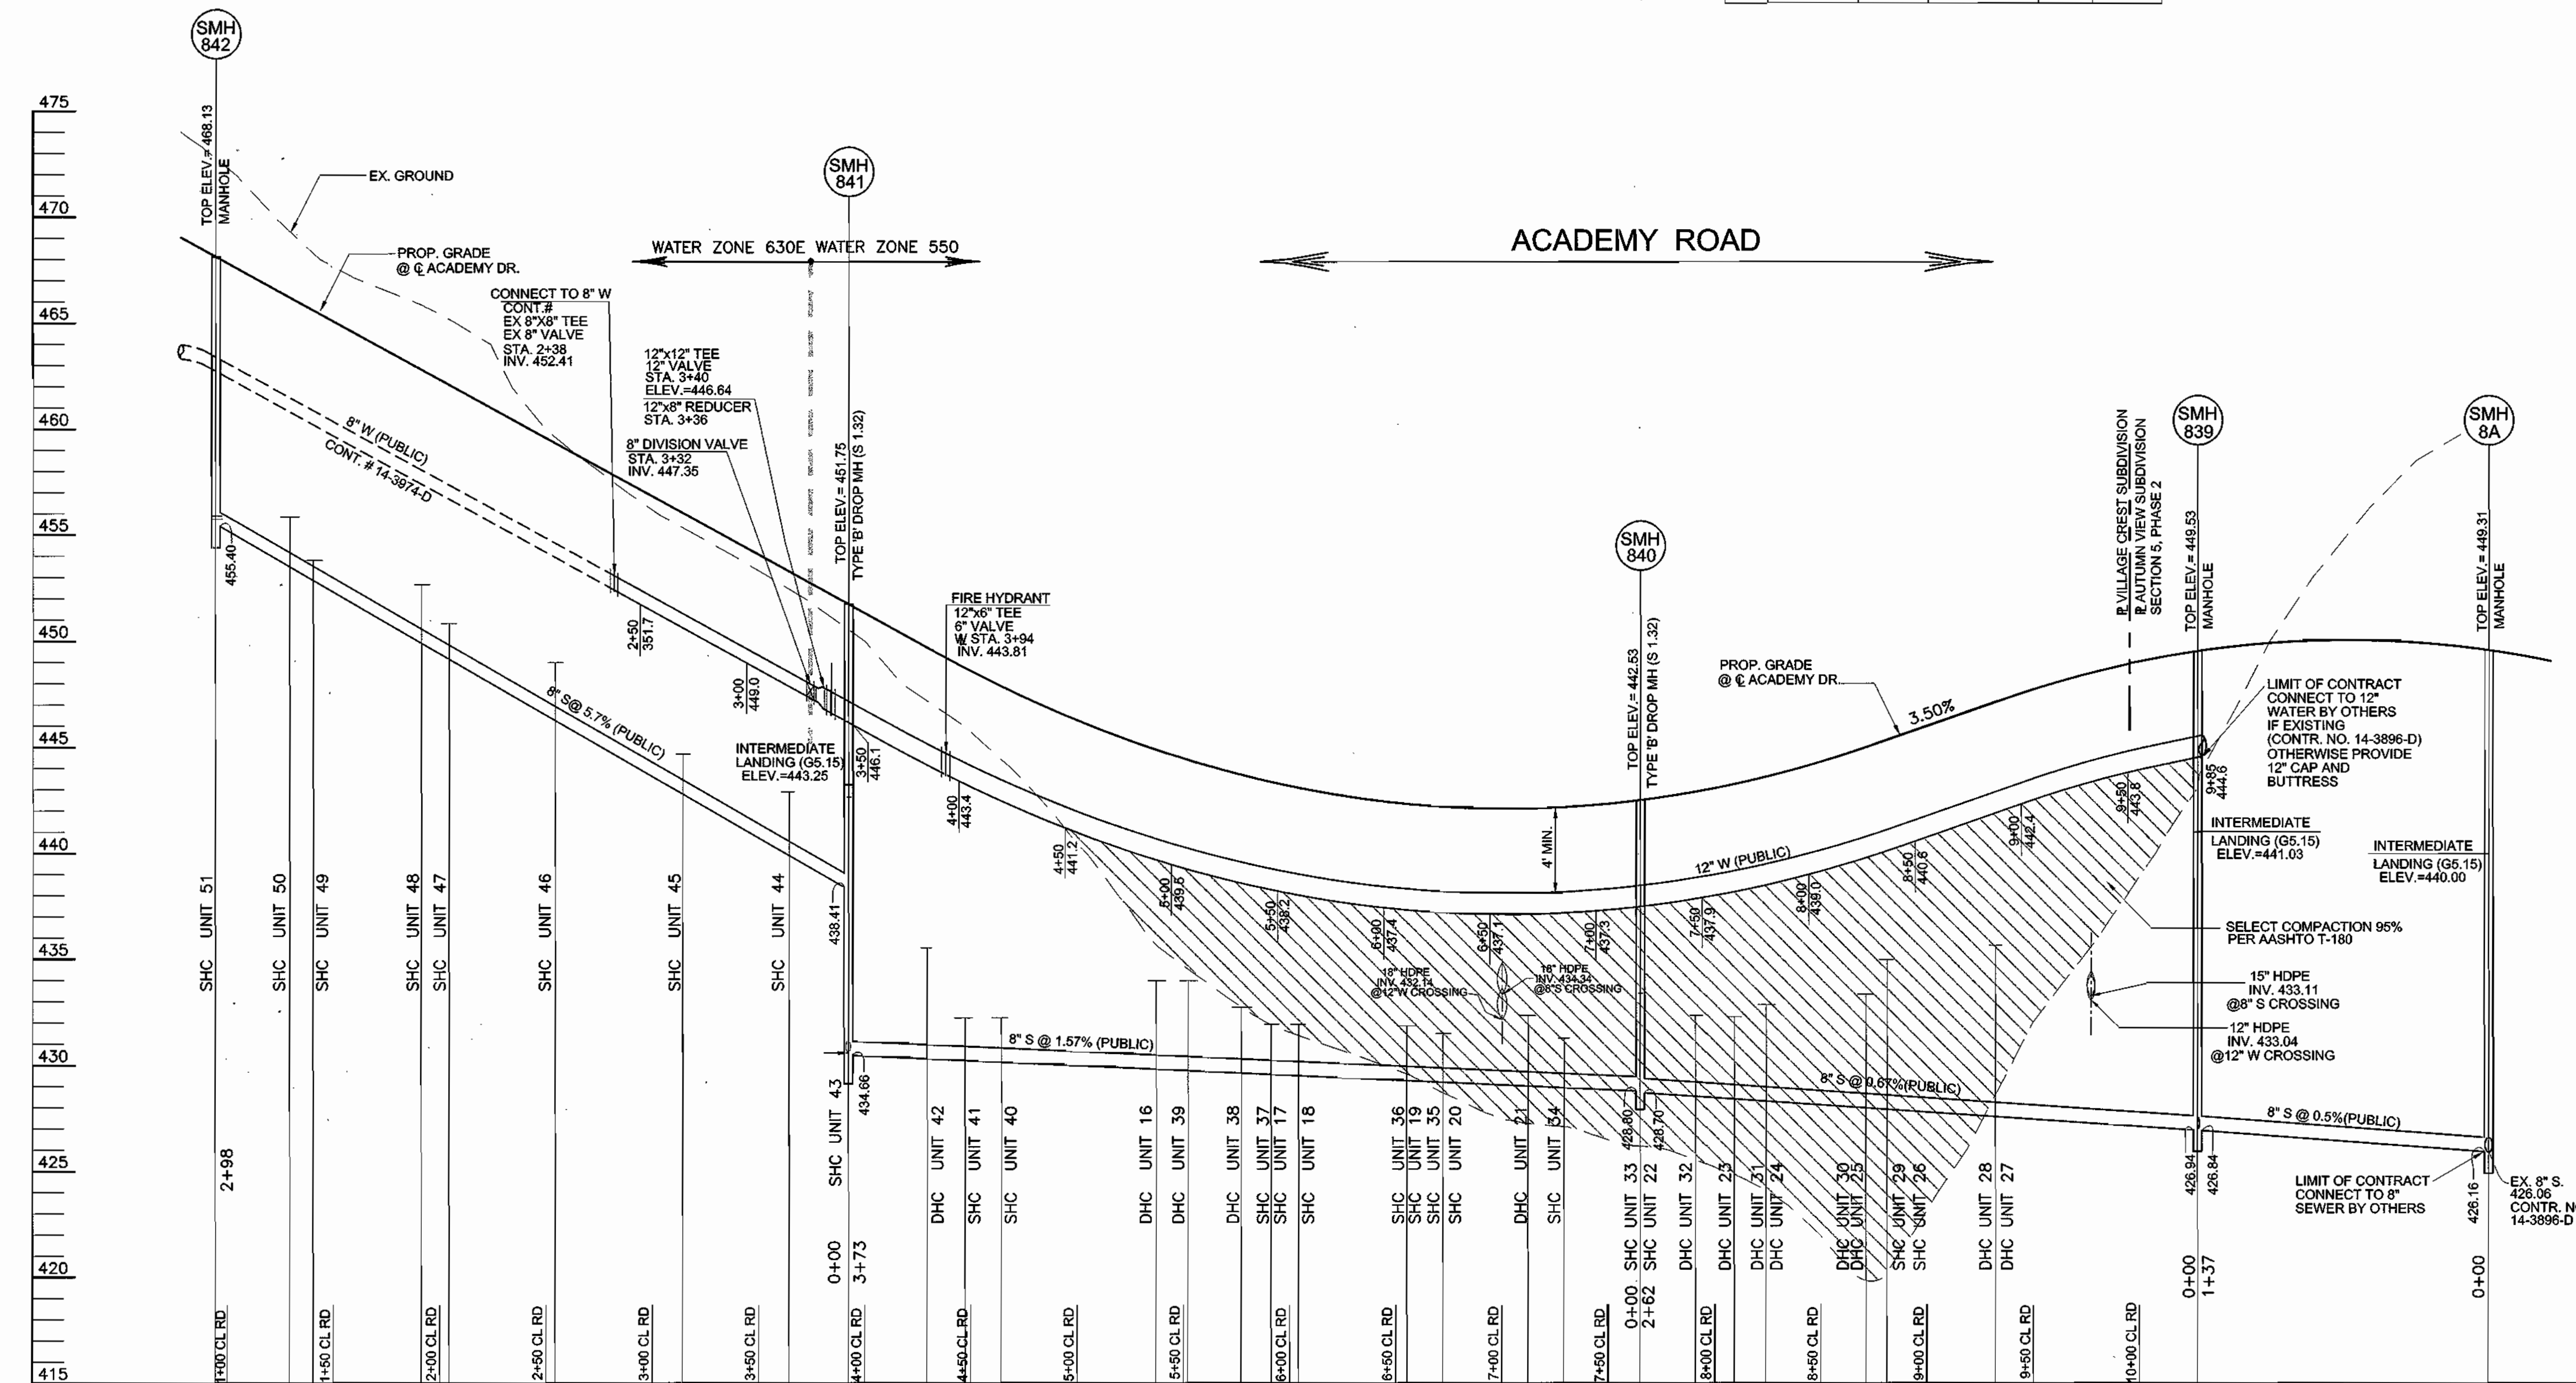 SMH
842
TOP ELEV.= 468.13
MANHOLE
475
470
465
460
455
450
445
440
435
430
425
420
415
EX. GROUND
PROP. GRADE
@ ℄ ACADEMY DR.
SMH
841
WATER ZONE 630E WATER ZONE 550
ACADEMY ROAD
CONNECT TO 8" W
CONT.#
EX 8"X8" TEE
EX 8" VALVE
STA. 2+38
INV. 452.41
12"x12" TEE
12" VALVE
STA. 3+40
ELEV.=446.64
12"x8" REDUCER
STA. 3+36
8" DIVISION VALVE
STA. 3+32
INV. 447.35
8" W (PUBLIC)
CONT. # 14-3974-D
TOP ELEV.= 451.75
TYPE 'B' DROP MH (S 1.32)
455.40
2+50
351.7
3+00
449.0
8" S@ 5.7% (PUBLIC)
INTERMEDIATE
LANDING (G5.15)
ELEV.=443.25
3+50
446.1
438.41
FIRE HYDRANT
12"x6" TEE
6" VALVE
W STA. 3+94
INV. 443.81
4+00
443.4
4+50
441.2
5+00
439.5
5+50
438.2
6+00
437.4
6+50
437.1
7+00
437.3
7+50
437.9
8+00
439.0
8+50
440.6
9+00
442.4
9+50
443.8
9+85
444.6
SMH
840
TOP ELEV.= 442.53
TYPE 'B' DROP MH (S 1.32)
4' MIN.
12" W (PUBLIC)
PROP. GRADE
@ ℄ ACADEMY DR.
3.50%
℞ VILLAGE CREST SUBDIVISION
℞ AUTUMN VIEW SUBDIVISION
SECTION 5, PHASE 2
SMH
839
TOP ELEV.= 449.53
MANHOLE
SMH
8A
TOP ELEV.= 449.31
MANHOLE
LIMIT OF CONTRACT
CONNECT TO 12"
WATER BY OTHERS
IF EXISTING
(CONTR. NO. 14-3896-D)
OTHERWISE PROVIDE
12" CAP AND
BUTTRESS
INTERMEDIATE
LANDING (G5.15)
ELEV.=441.03
INTERMEDIATE
LANDING (G5.15)
ELEV.=440.00
SELECT COMPACTION 95%
PER AASHTO T-180
15" HDPE
INV. 433.11
@8" S CROSSING
12" HDPE
INV. 433.04
@12" W CROSSING
18" HDPE
INV. 432.14
@12"W CROSSING
18" HDPE
INV. 434.34
@8"S CROSSING
8" S @ 1.57% (PUBLIC)
8" S @ 0.67%(PUBLIC)
8" S @ 0.5%(PUBLIC)
434.66
428.80
428.70
426.94
426.84
426.16
LIMIT OF CONTRACT
CONNECT TO 8"
SEWER BY OTHERS
EX. 8" S.
426.06
CONTR. N
14-3896-D
SHC UNIT 51
SHC UNIT 50
SHC UNIT 49
SHC UNIT 48
SHC UNIT 47
SHC UNIT 46
SHC UNIT 45
SHC UNIT 44
SHC UNIT 43
DHC UNIT 42
SHC UNIT 41
SHC UNIT 40
DHC UNIT 16
DHC UNIT 39
DHC UNIT 38
SHC UNIT 37
SHC UNIT 17
SHC UNIT 18
SHC UNIT 36
SHC UNIT 19
SHC UNIT 35
SHC UNIT 20
DHC UNIT 21
SHC UNIT 34
SHC UNIT 33
SHC UNIT 22
DHC UNIT 32
DHC UNIT 23
DHC UNIT 31
DHC UNIT 24
DHC UNIT 30
DHC UNIT 25
SHC UNIT 29
SHC UNIT 26
DHC UNIT 28
DHC UNIT 27
2+98
0+00
3+73
0+00
2+62
0+00
1+37
0+00
1+00 CL RD
1+50 CL RD
2+00 CL RD
2+50 CL RD
3+00 CL RD
3+50 CL RD
4+00 CL RD
4+50 CL RD
5+00 CL RD
5+50 CL RD
6+00 CL RD
6+50 CL RD
7+00 CL RD
7+50 CL RD
8+00 CL RD
8+50 CL RD
9+00 CL RD
9+50 CL RD
10+00 CL RD